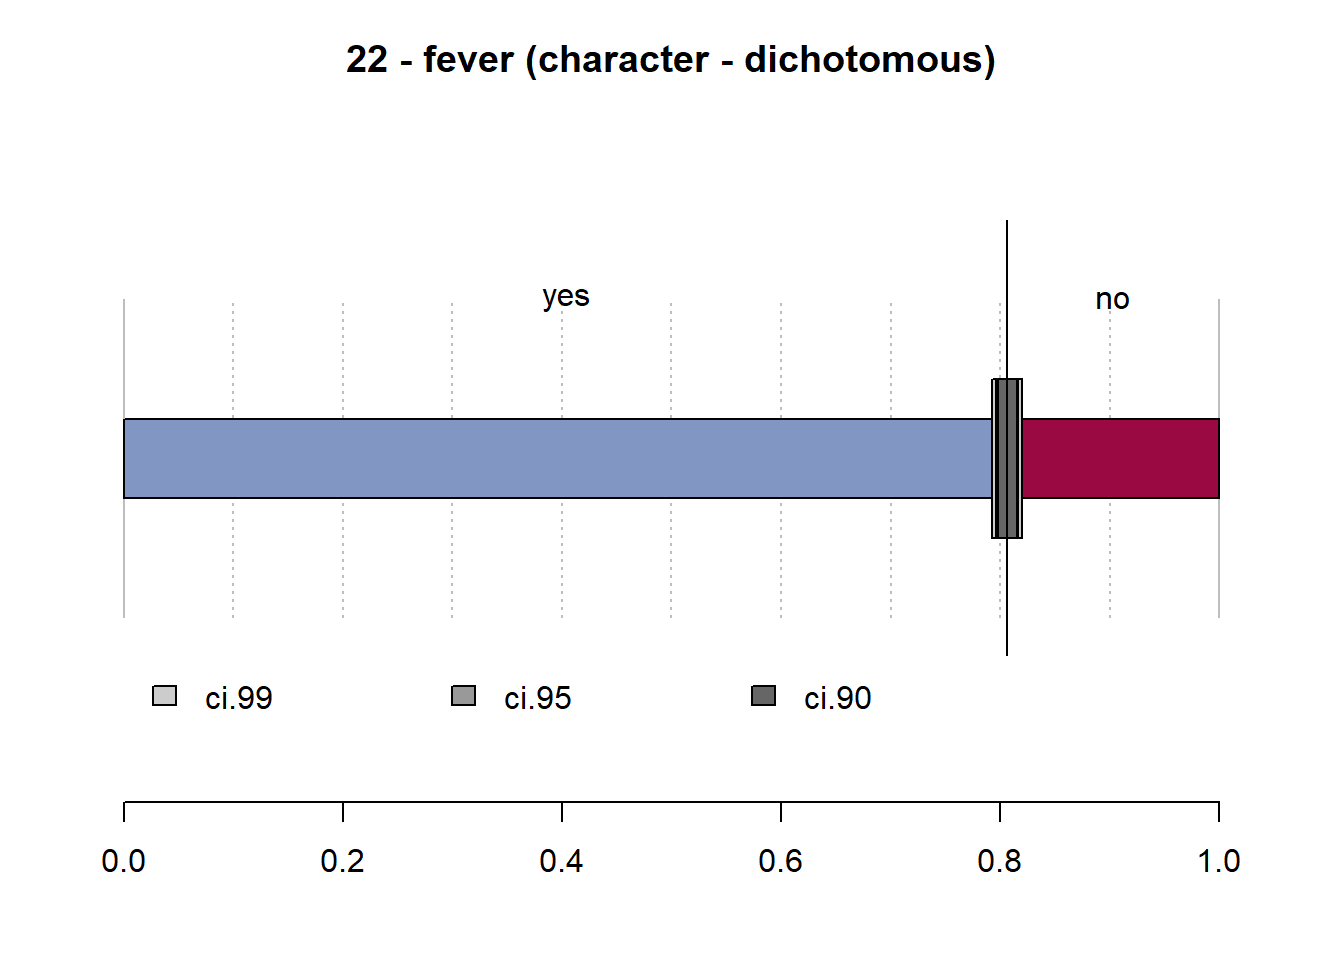 22 - fever (character - dichotomous)
yes no
ci.99 ci.95 ci.90
0.0 0.2 0.4 0.6 0.8 1.0